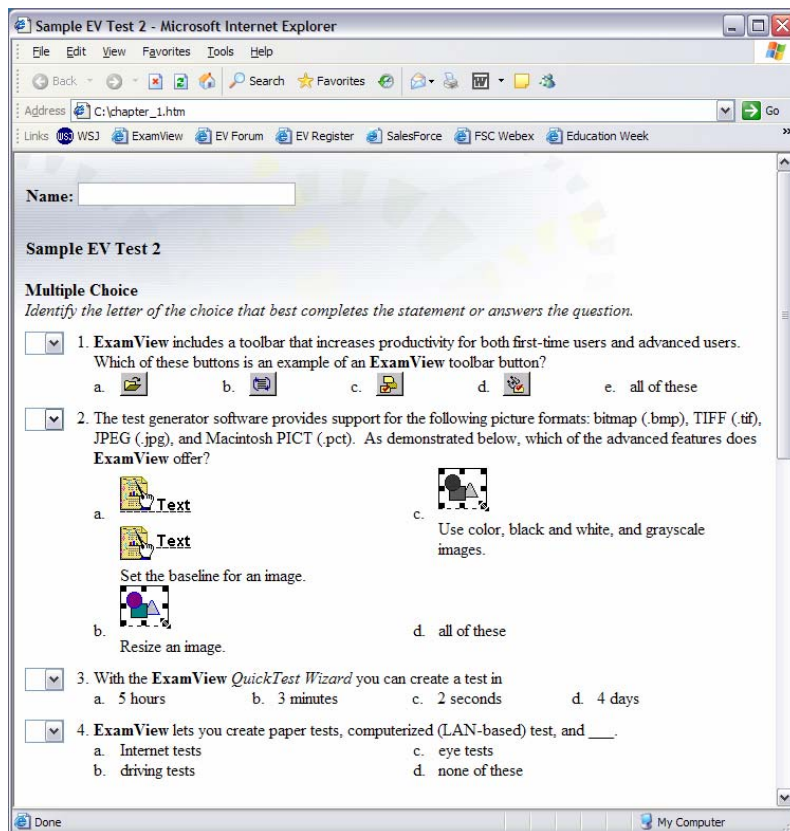 Sample EV Test 2 - Microsoft Internet Explorer
File Edit View Favorites Tools Help
Back Search Favorites
Address C:\chapter_1.htm Go
Links WSJ ExamView EV Forum EV Register SalesForce FSC Webex Education Week »
Name:
Sample EV Test 2
Multiple Choice
Identify the letter of the choice that best completes the statement or answers the question.
1. ExamView includes a toolbar that increases productivity for both first-time users and advanced users.
Which of these buttons is an example of an ExamView toolbar button?
a. b. c. d. e. all of these
2. The test generator software provides support for the following picture formats: bitmap (.bmp), TIFF (.tif),
JPEG (.jpg), and Macintosh PICT (.pct). As demonstrated below, which of the advanced features does
ExamView offer?
a. Text
Text
Set the baseline for an image.
c.
Use color, black and white, and grayscale
images.
b.
Resize an image.
d. all of these
3. With the ExamView QuickTest Wizard you can create a test in
a. 5 hours b. 3 minutes c. 2 seconds d. 4 days
4. ExamView lets you create paper tests, computerized (LAN-based) test, and ___.
a. Internet tests c. eye tests
b. driving tests d. none of these
Done My Computer